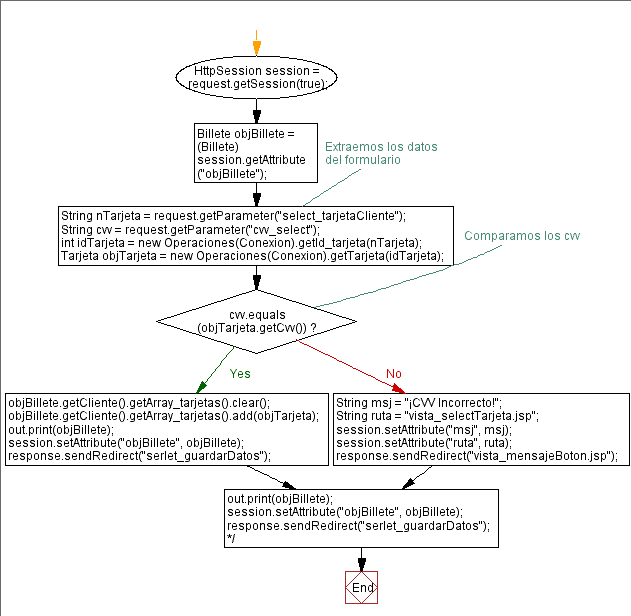 HttpSession session =
request.getSession(true);
Billete objBillete =
(Billete)
session.getAttribute
("objBillete");
Extraemos los datos
del formulario
String nTarjeta = request.getParameter("select_tarjetaCliente");
String cvv = request.getParameter("cvv_select");
int idTarjeta = new Operaciones(Conexion).getId_tarjeta(nTarjeta);
Tarjeta objTarjeta = new Operaciones(Conexion).getTarjeta(idTarjeta);
Comparamos los cvv
cvv.equals
(objTarjeta.getCvv()) ?
Yes
No
objBillete.getCliente().getArray_tarjetas().clear();
objBillete.getCliente().getArray_tarjetas().add(objTarjeta);
out.print(objBillete);
session.setAttribute("objBillete", objBillete);
response.sendRedirect("serlet_guardarDatos");
String msj = "¡CVV Incorrecto!";
String ruta = "vista_selectTarjeta.jsp";
session.setAttribute("msj", msj);
session.setAttribute("ruta", ruta);
response.sendRedirect("vista_mensajeBoton.jsp");
out.print(objBillete);
session.setAttribute("objBillete", objBillete);
response.sendRedirect("serlet_guardarDatos");
*/
End